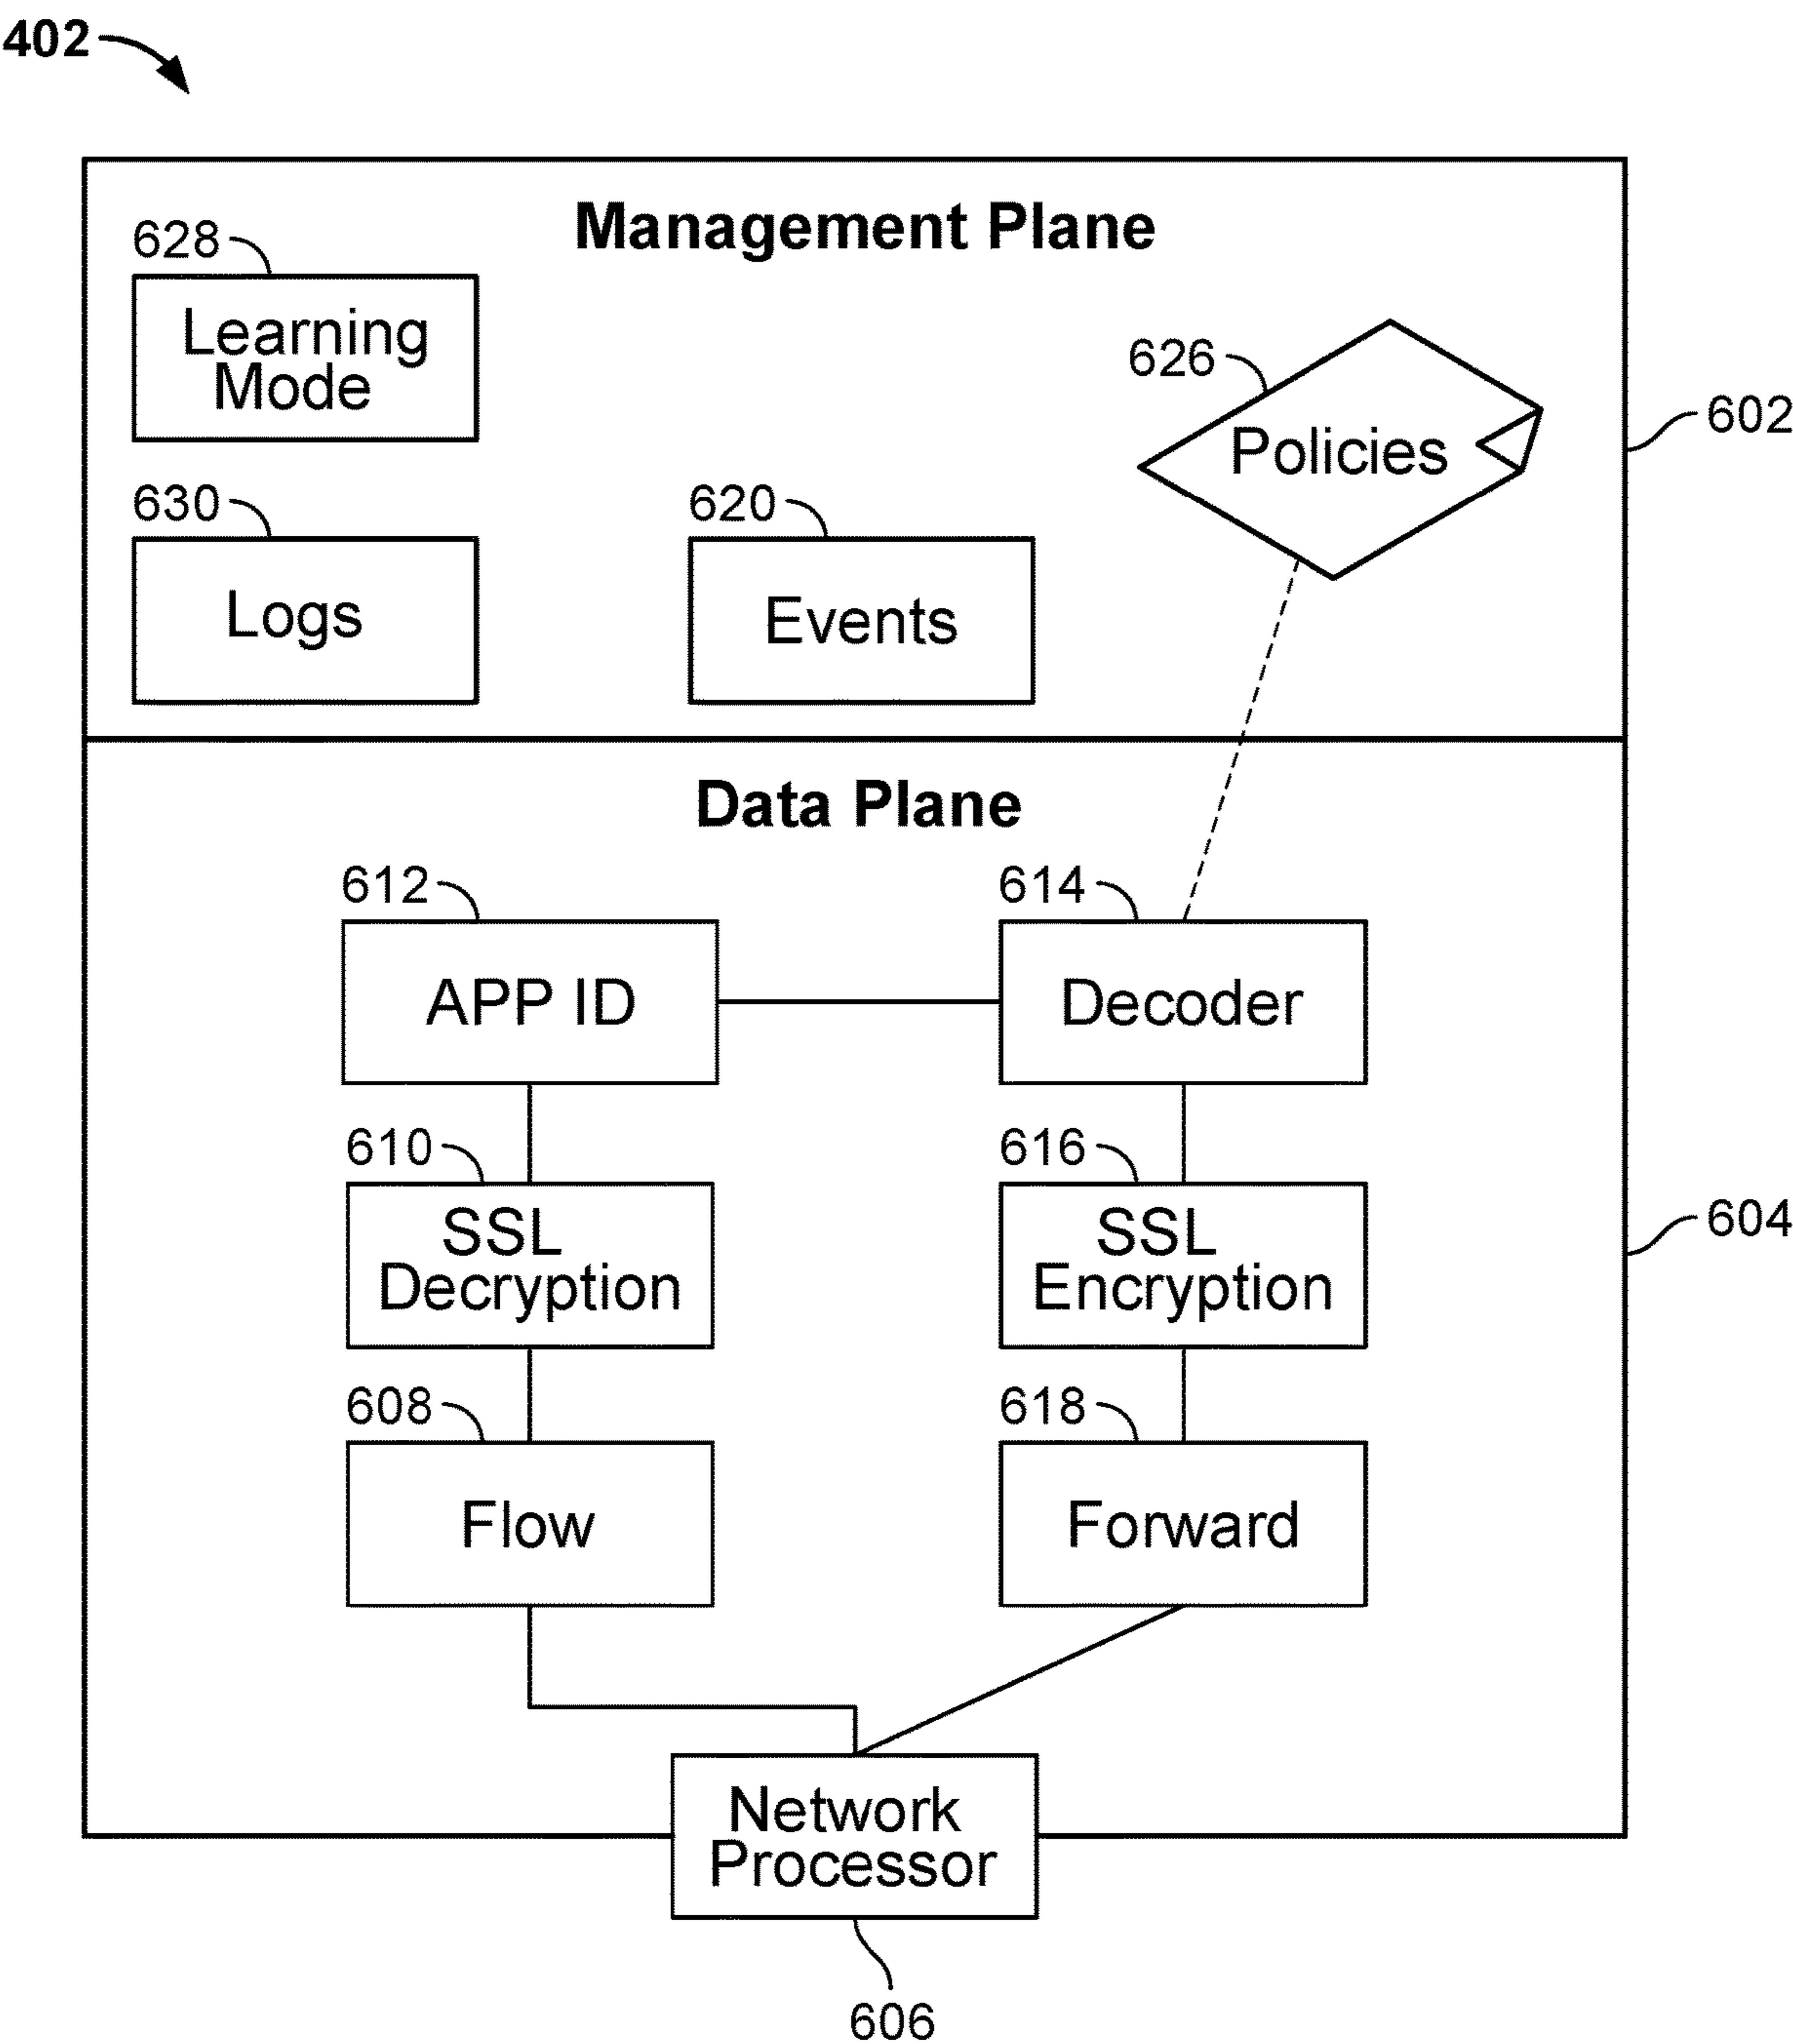 402
Management Plane
628
Learning
Mode
626
Policies
602
630
Logs
620
Events
Data Plane
612
APP ID
614
Decoder
610
SSL
Decryption
616
SSL
Encryption
604
608
Flow
618
Forward
Network
Processor
606